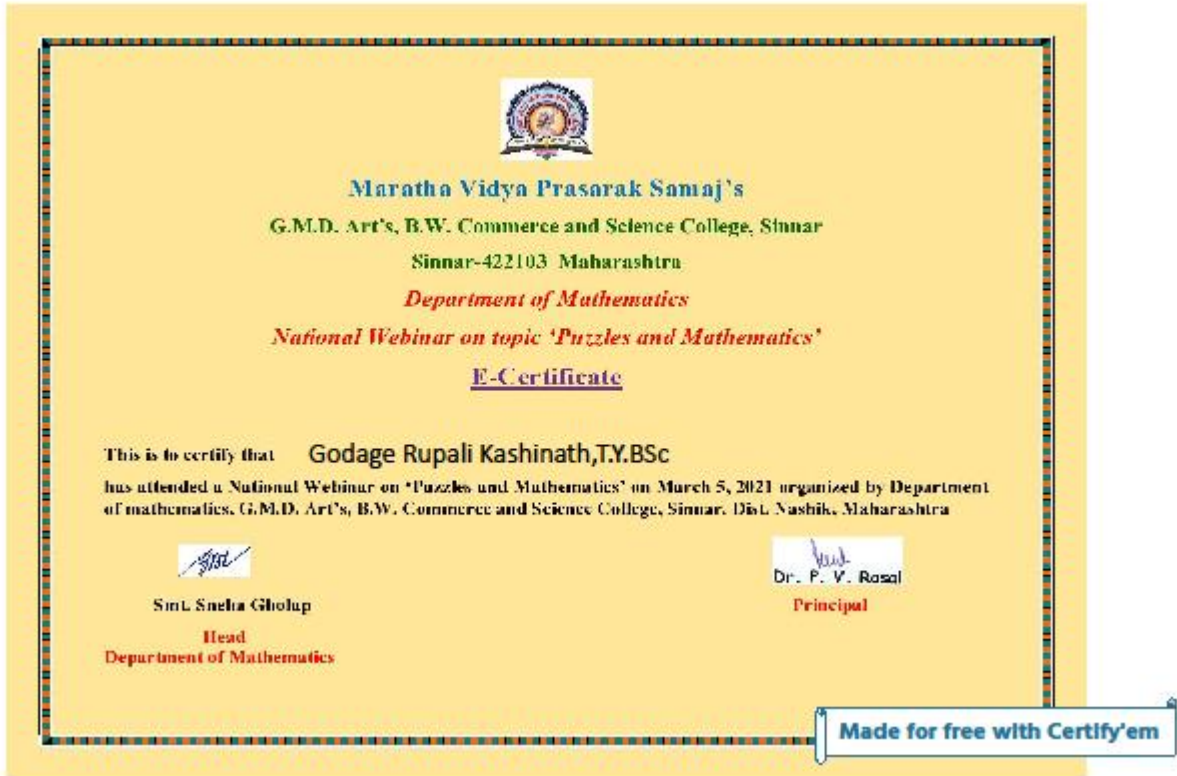 Maratha Vidya Prasarak Samaj's
G.M.D. Art's, B.W. Commerce and Science College, Sinnar
Sinnar-422103 Maharashtra
Department of Mathematics
National Webinar on topic 'Puzzles and Mathematics'
E-Certificate
This is to certify that Godage Rupali Kashinath,T.Y.BSc
has attended a National Webinar on 'Puzzles and Mathematics' on March 5, 2021 organized by Department
of mathematics, G.M.D. Art's, B.W. Commerce and Science College, Sinnar, Dist. Nashik, Maharashtra
Dr. P. V. Rasal
Smt. Sneha Gholap
Principal
Head
Department of Mathematics
Made for free with Certify'em